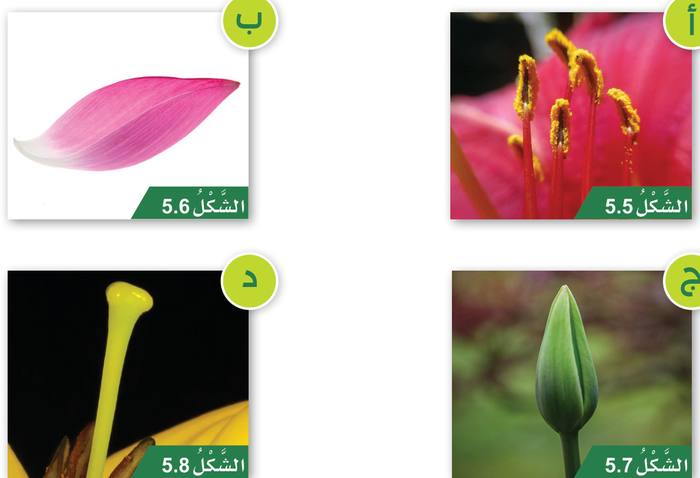 أ
الشَّكْلُ 5.5
ب
الشَّكْلُ 5.6
ج
الشَّكْلُ 5.7
د
الشَّكْلُ 5.8